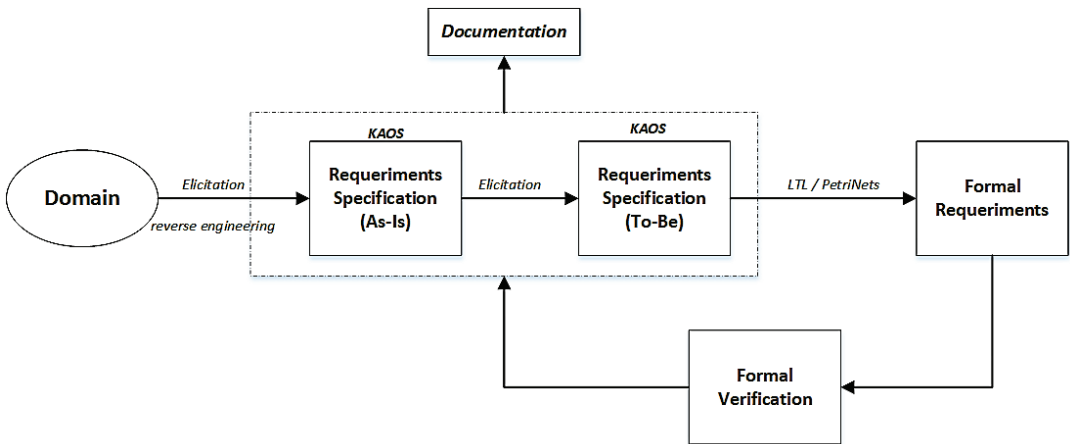 Documentation
KAOS
KAOS
Domain
Elicitation
reverse engineering
Requeriments
Specification
(As-Is)
Elicitation
Requeriments
Specification
(To-Be)
LTL / PetriNets
Formal
Requeriments
Formal
Verification